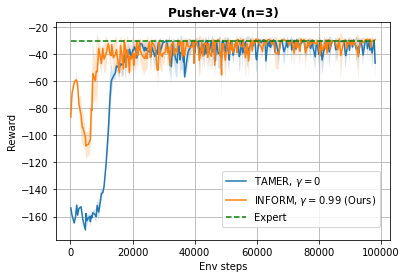 Pusher-V4 (n=3)
Reward
−20
−40
−60
−80
−100
−120
−140
−160
TAMER, γ = 0
INFORM, γ = 0.99 (Ours)
Expert
0 20000 40000 60000 80000 100000
Env steps